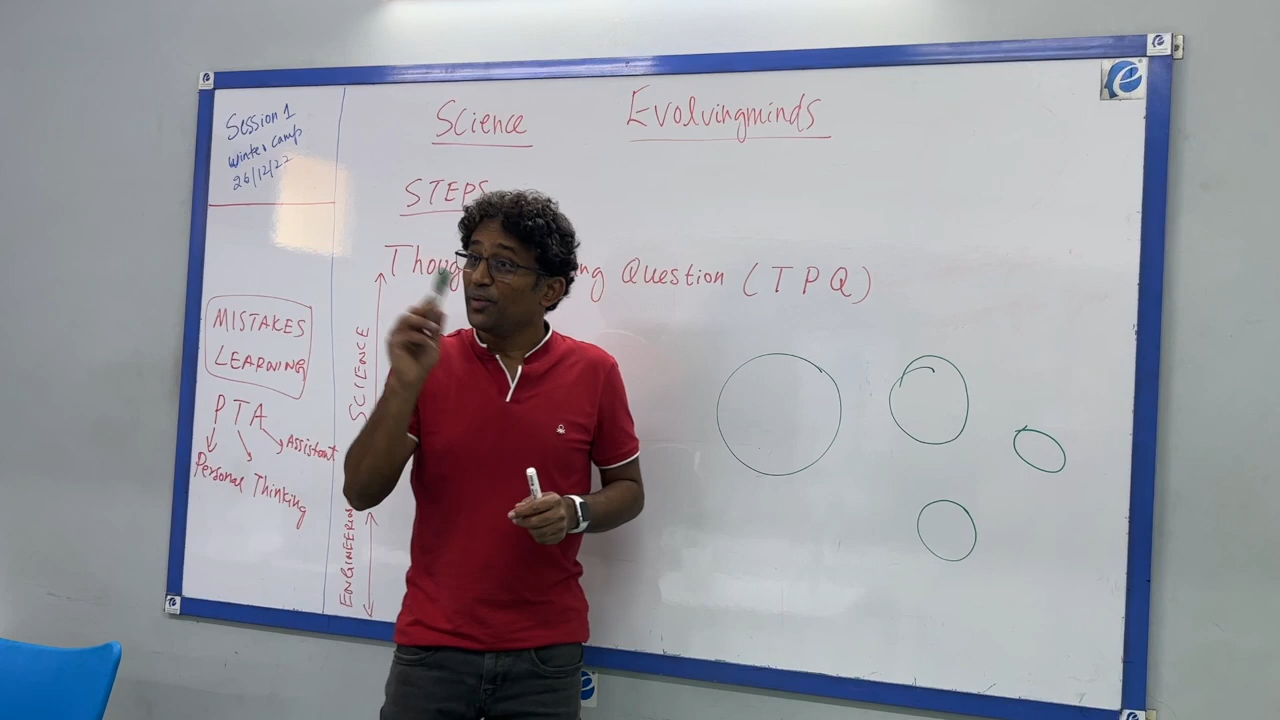 Session 1
Winter camp
26/12/22
Science
Evolvingminds
STEPS
Question (TPQ)
SCIENCE
MISTAKES
LEARNING
PTA
Assistant
Personal Thinking